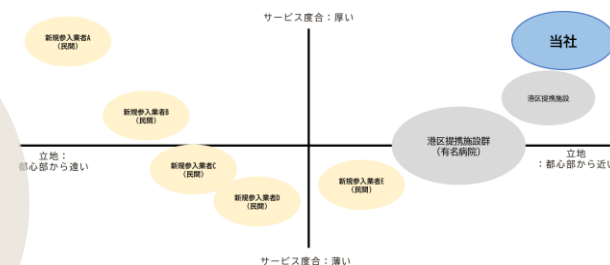 サービス度合：厚い
新規参入業者A
（民間）
当社
港区提携施設
新規参入業者B
（民間）
港区提携施設群
（有名病院）
立地：
都心部から遠い
立地
：都心部から近い
新規参入業者C
（民間）
新規参入業者D
（民間）
新規参入業者E
（民間）
サービス度合：薄い